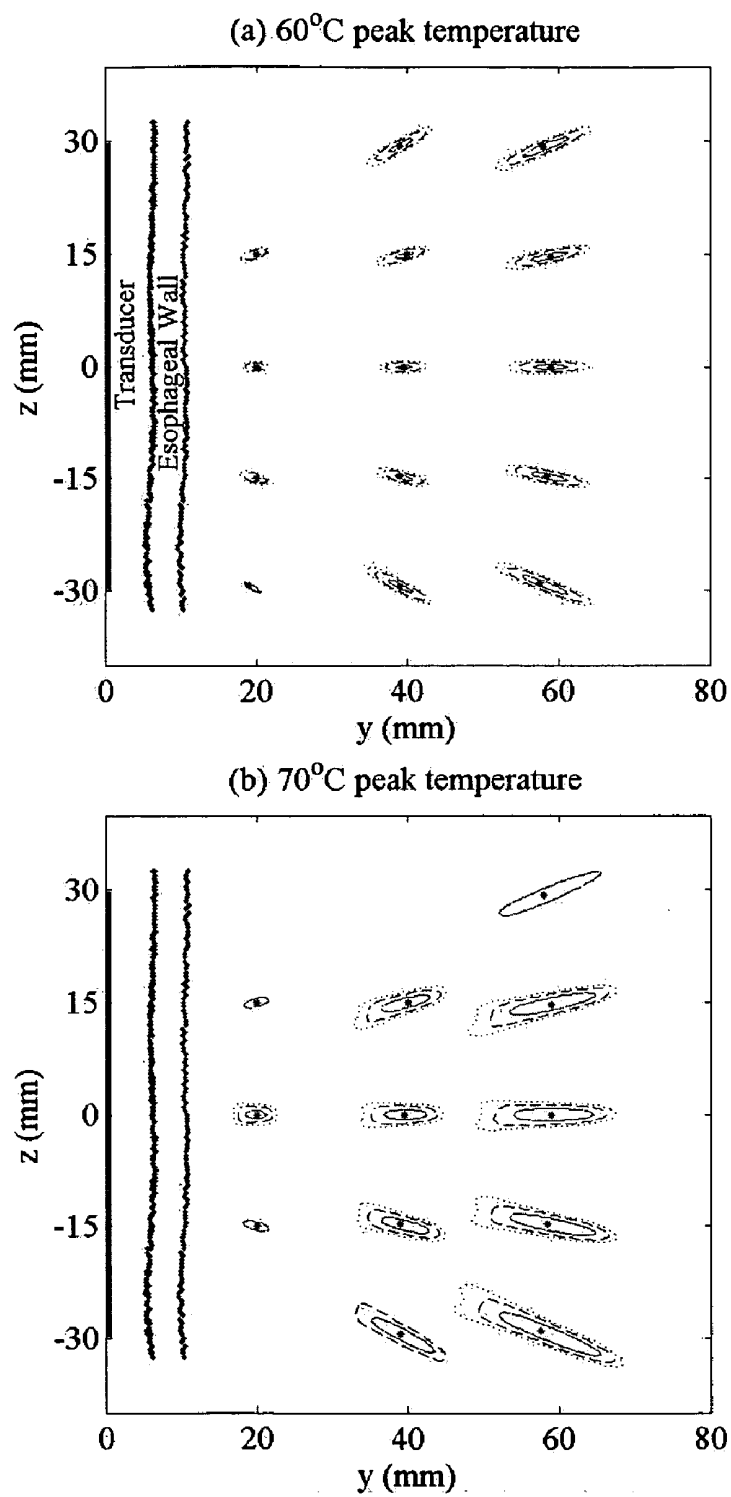 (a) 60°C peak temperature
30
15
0
-15
-30
z (mm)
Transducer
Esophageal Wall
0 20 40 60 80
y (mm)
(b) 70°C peak temperature
30
15
0
-15
-30
z (mm)
0 20 40 60 80
y (mm)